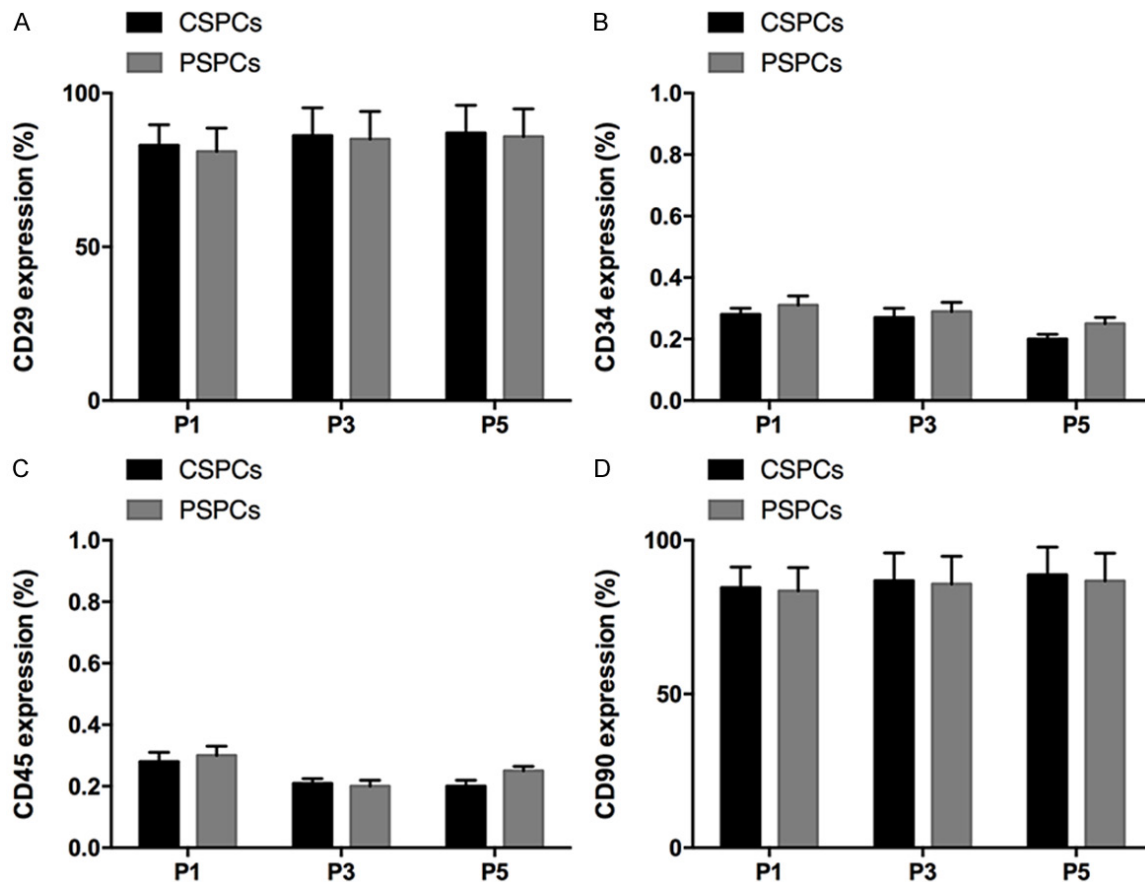 A
CSPCs
PSPCs
CD29 expression (%)
100
50
0
P1 P3 P5
B
CSPCs
PSPCs
CD34 expression (%)
1.0
0.8
0.6
0.4
0.2
0.0
P1 P3 P5
C
CSPCs
PSPCs
CD45 expression (%)
1.0
0.8
0.6
0.4
0.2
0.0
P1 P3 P5
D
CSPCs
PSPCs
CD90 expression (%)
100
50
0
P1 P3 P5